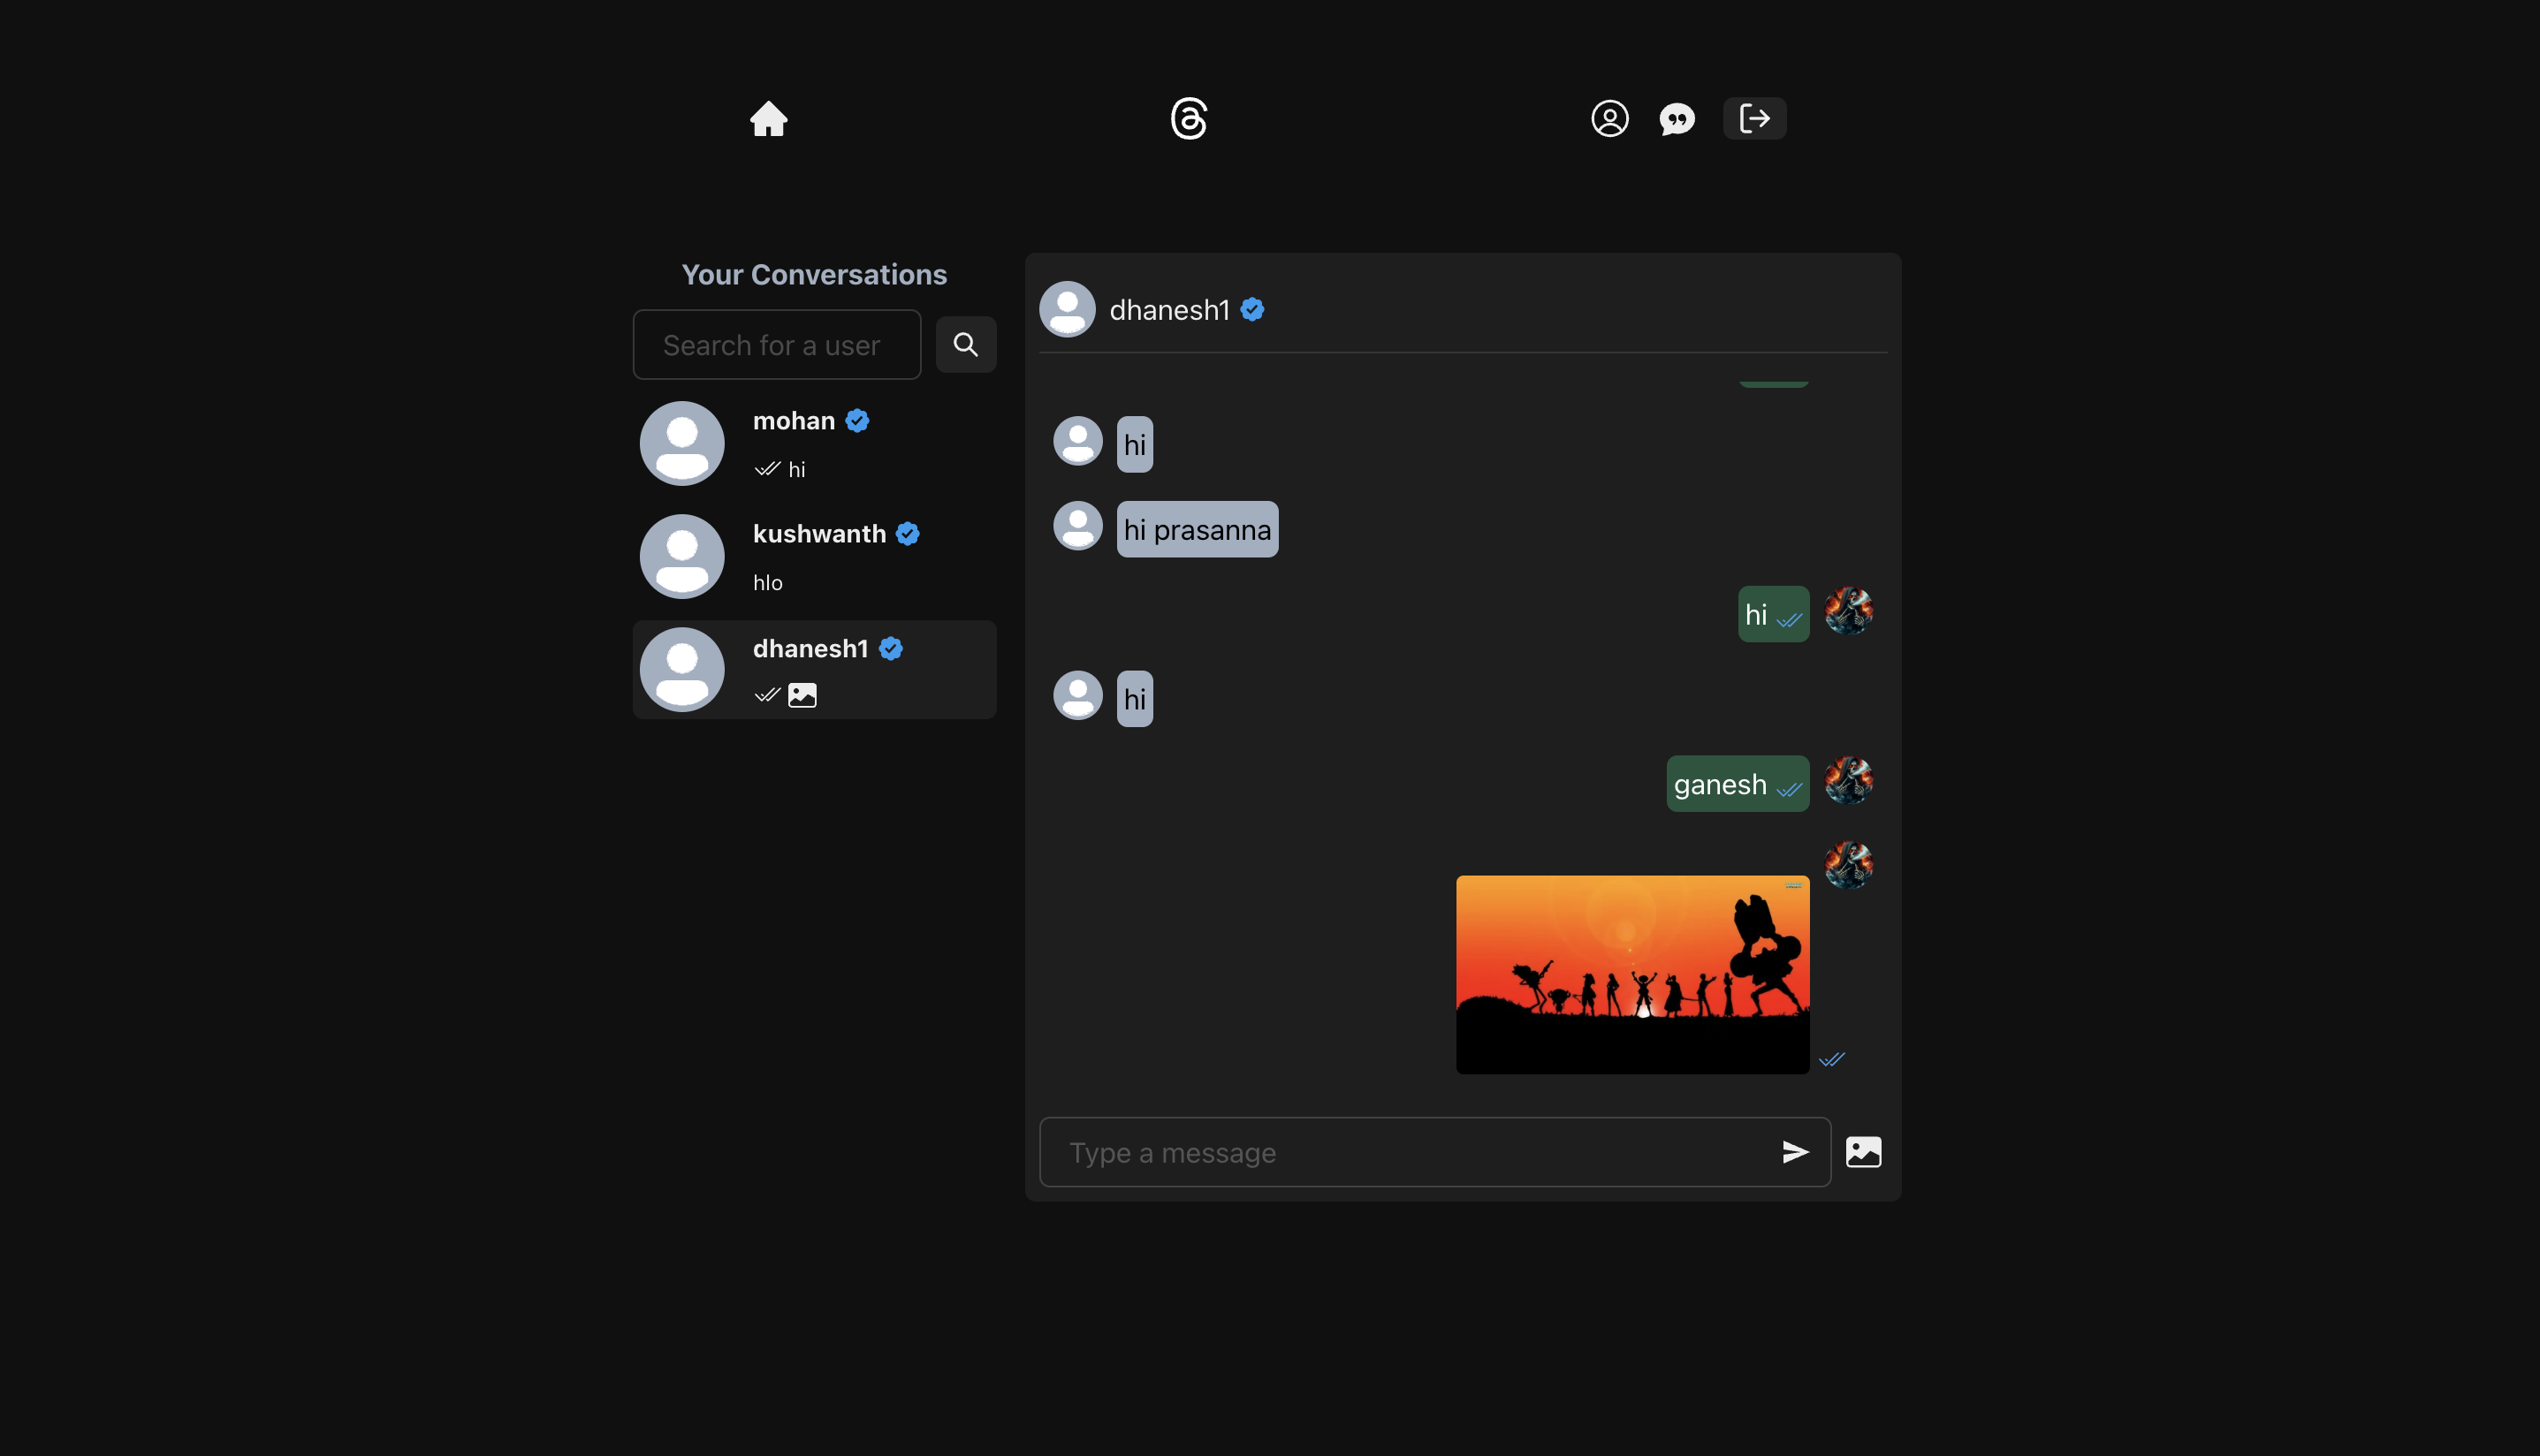 Your Conversations
Search for a user
mohan
hi
kushwanth
hlo
dhanesh1
dhanesh1
hi
hi prasanna
hi
hi
ganesh
Type a message